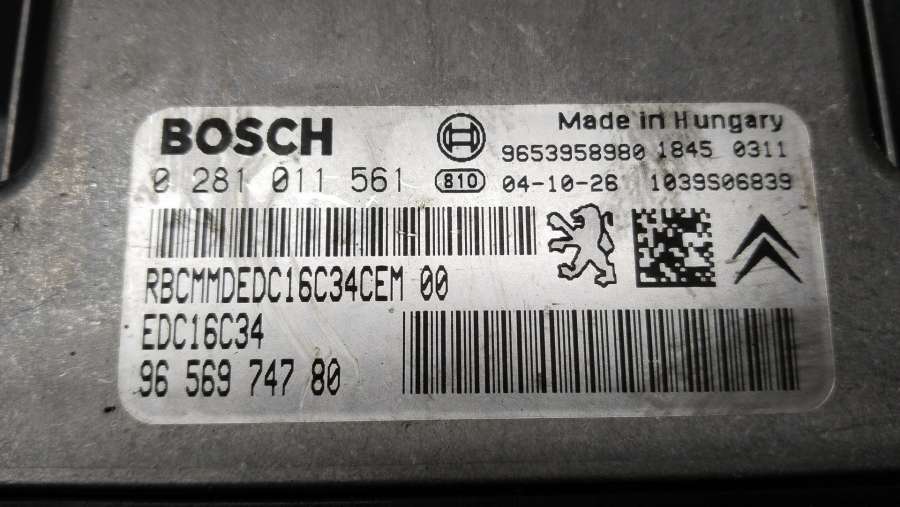 BOSCH
Made in Hungary
9653958980 1845 0311
0 281 011 561
810
04-10-26
1039S06839
RBCMMDEDC16C34CEM 00
EDC16C34
96 569 747 80